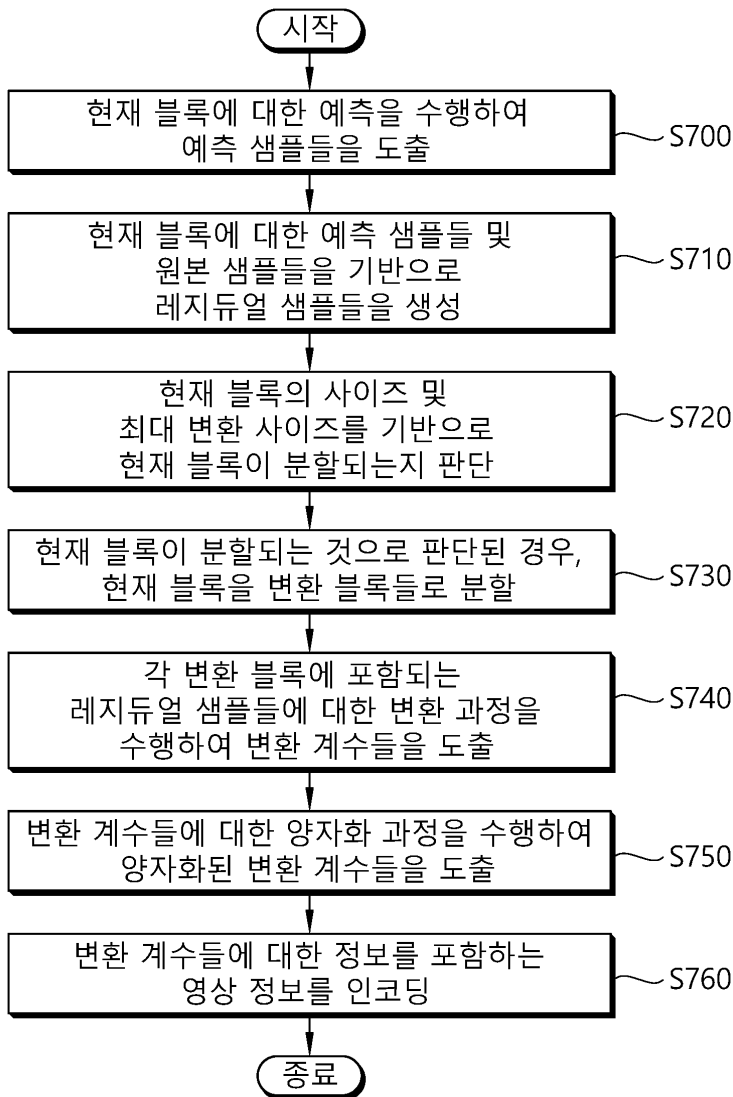 시작
현재 블록에 대한 예측을 수행하여
예측 샘플들을 도출
S700
현재 블록에 대한 예측 샘플들 및
원본 샘플들을 기반으로
레지듀얼 샘플들을 생성
S710
현재 블록의 사이즈 및
최대 변환 사이즈를 기반으로
현재 블록이 분할되는지 판단
S720
현재 블록이 분할되는 것으로 판단된 경우,
현재 블록을 변환 블록들로 분할
S730
각 변환 블록에 포함되는
레지듀얼 샘플들에 대한 변환 과정을
수행하여 변환 계수들을 도출
S740
변환 계수들에 대한 양자화 과정을 수행하여
양자화된 변환 계수들을 도출
S750
변환 계수들에 대한 정보를 포함하는
영상 정보를 인코딩
S760
종료